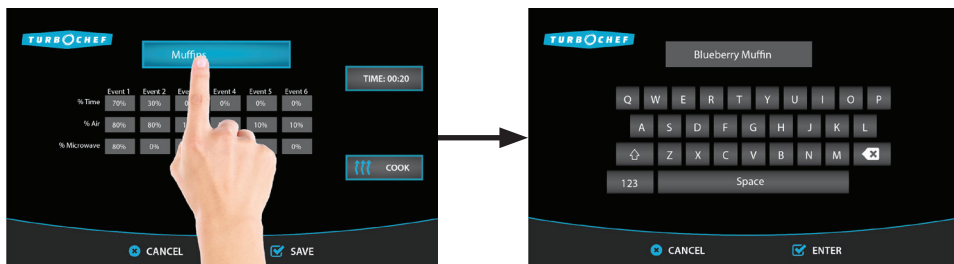 TURBOCHEF
Muffins
TIME: 00:20
Event 1 Event 2 Event 4 Event 5 Event 6
% Time 70% 30% 0% 0% 0%
% Air 80% 80% 10% 10%
% Microwave 80% 0% 0%
COOK
CANCEL SAVE
TURBOCHEF
Blueberry Muffin
Q W E R T Y U I O P
A S D F G H J K L
Z X C V B N M
123 Space
CANCEL ENTER